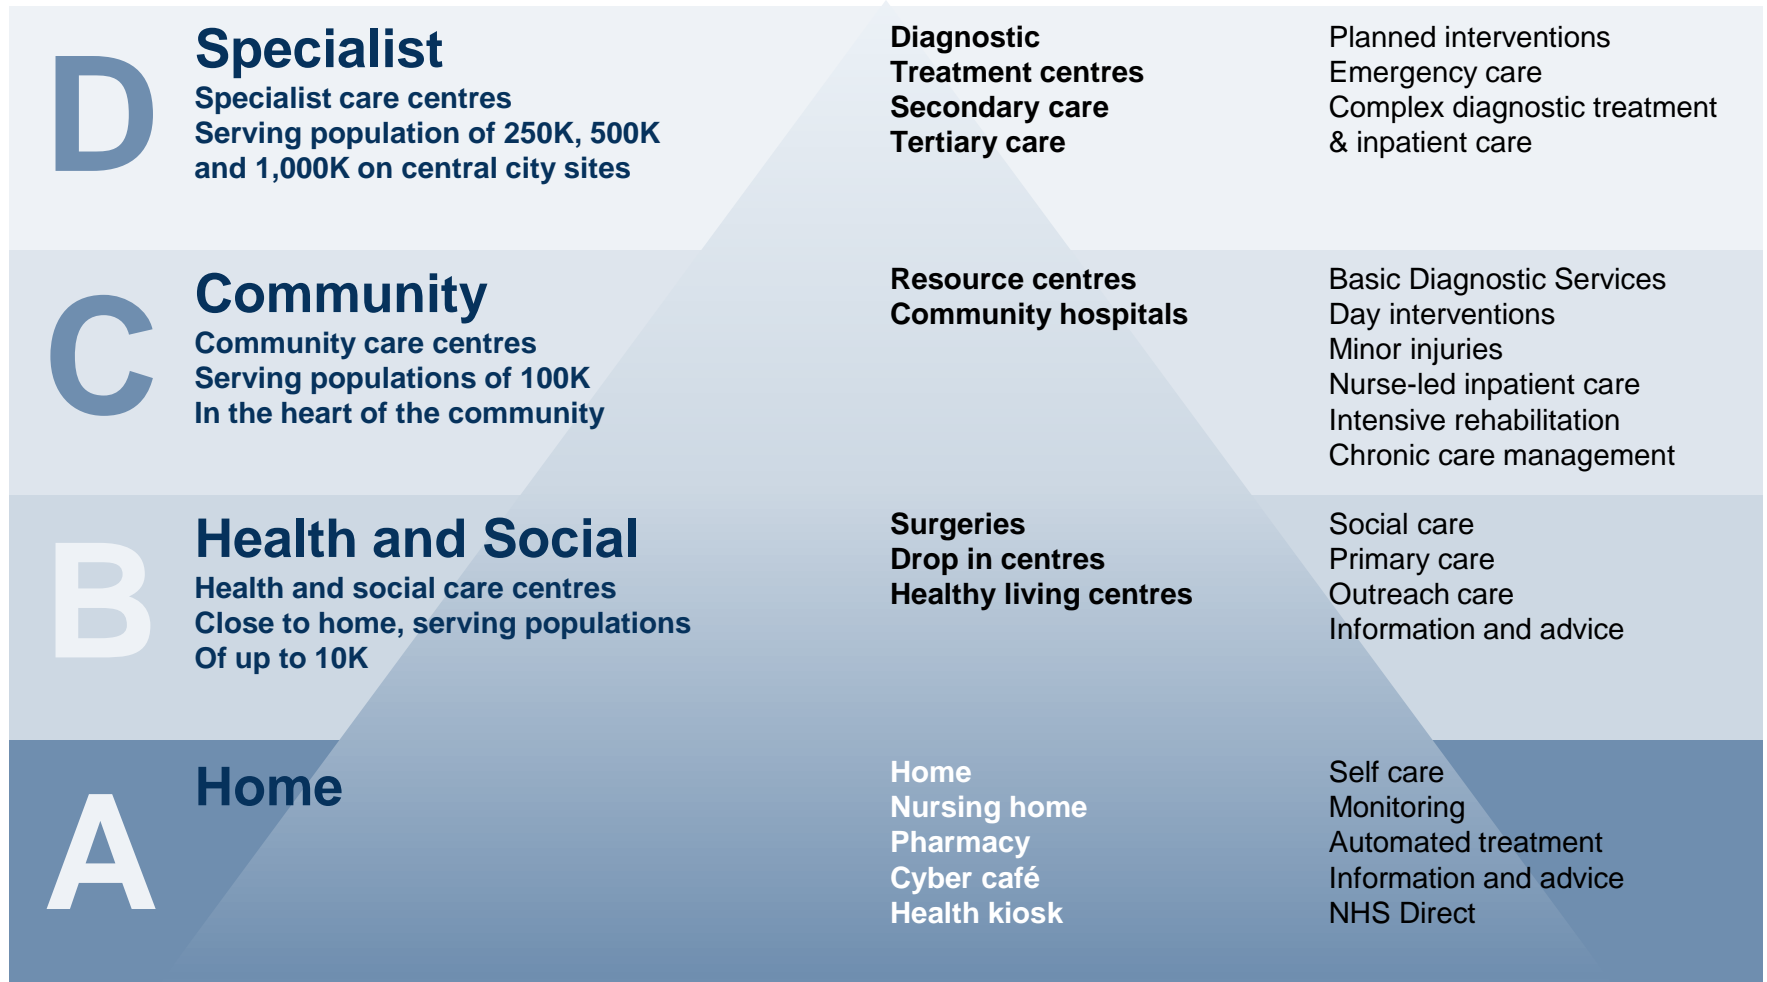 D
Specialist
Specialist care centres
Serving population of 250K, 500K
and 1,000K on central city sites
Diagnostic
Treatment centres
Secondary care
Tertiary care
Planned interventions
Emergency care
Complex diagnostic treatment
& inpatient care
C
Community
Community care centres
Serving populations of 100K
In the heart of the community
Resource centres
Community hospitals
Basic Diagnostic Services
Day interventions
Minor injuries
Nurse-led inpatient care
Intensive rehabilitation
Chronic care management
B
Health and Social
Health and social care centres
Close to home, serving populations
Of up to 10K
Surgeries
Drop in centres
Healthy living centres
Social care
Primary care
Outreach care
Information and advice
A
Home
Home
Nursing home
Pharmacy
Cyber café
Health kiosk
Self care
Monitoring
Automated treatment
Information and advice
NHS Direct